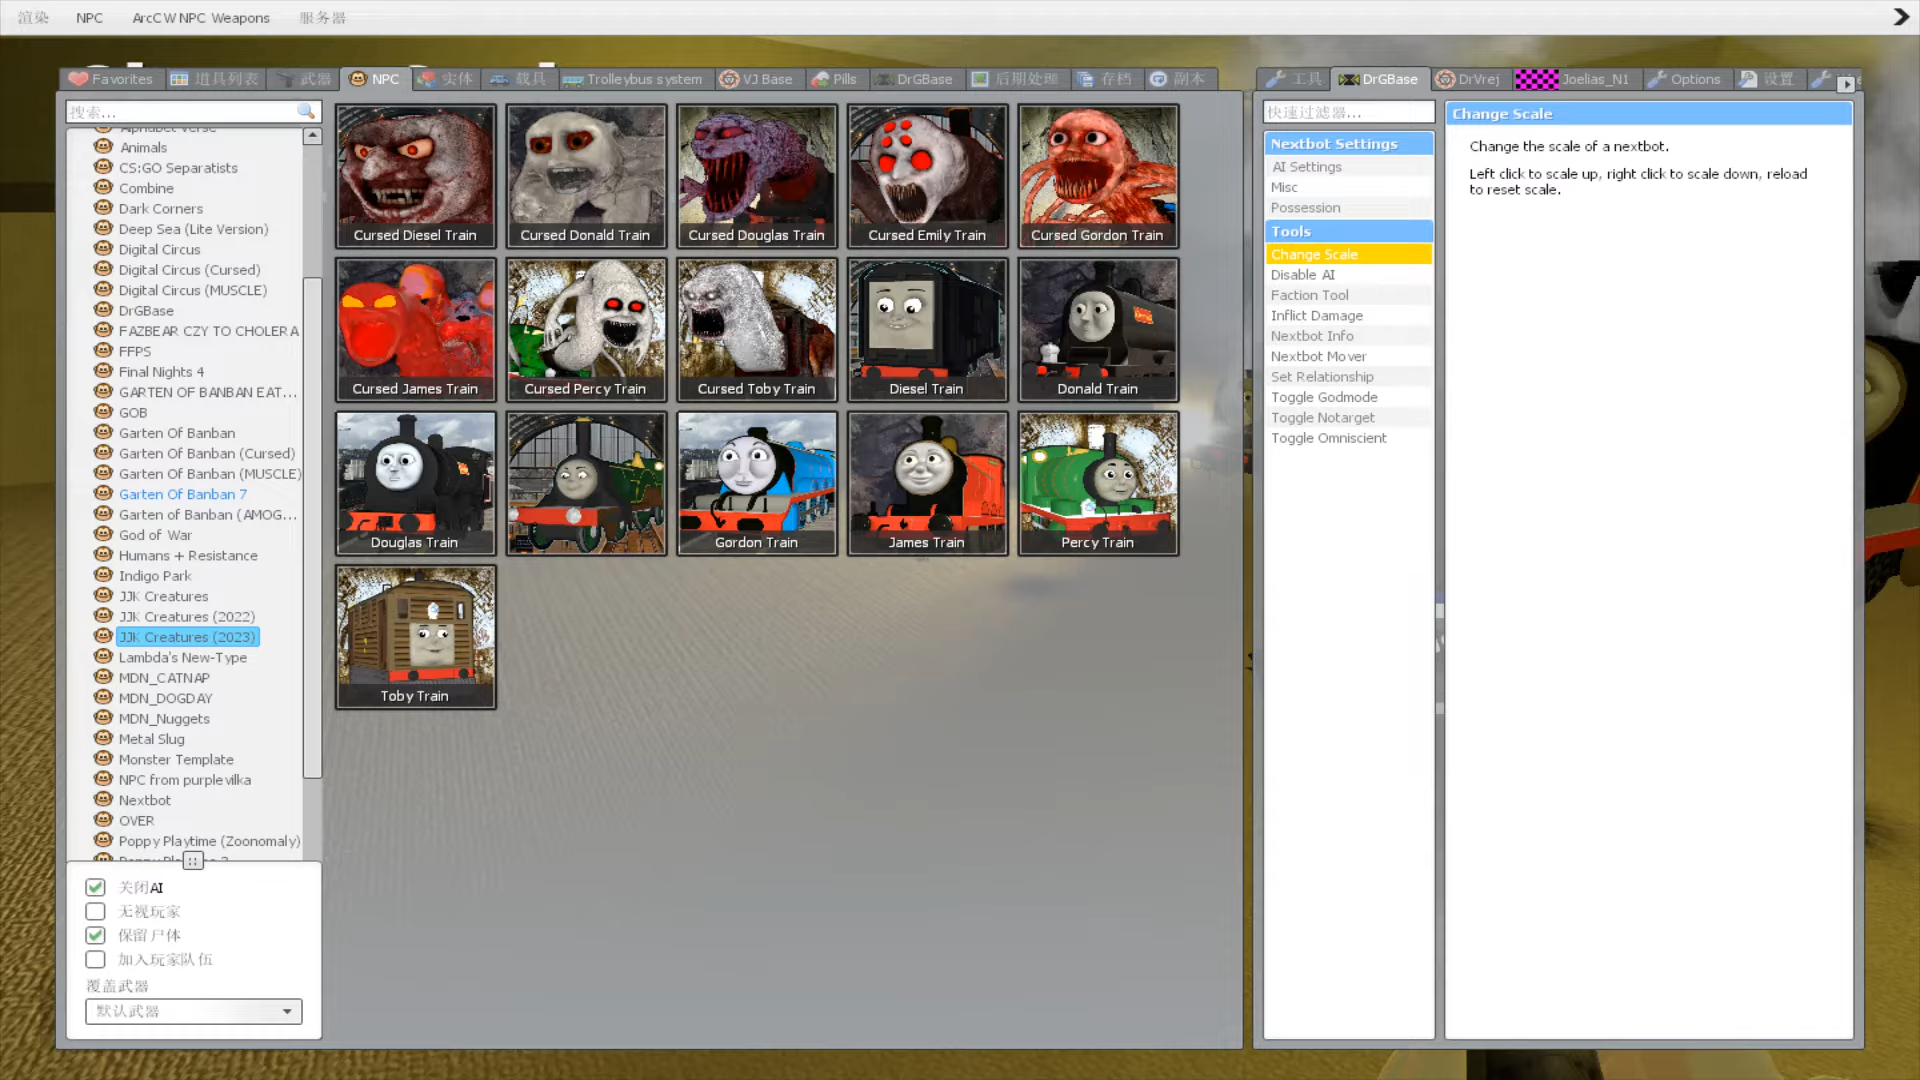 渲染 NPC ArcCW NPC Weapons 服务器
Favorites 道具列表 武器 NPC 实体 载具 Trolleybus system VJ Base Pills DrGBase 后期处理 存档 副本
工具 DrGBase DrVrej Joelias_N1 Options 设置
搜索...
Alphabet Verse
Animals
CS:GO Separatists
Combine
Dark Corners
Deep Sea (Lite Version)
Digital Circus
Digital Circus (Cursed)
Digital Circus (MUSCLE)
DrGBase
FAZBEAR CZY TO CHOLERA
FFPS
Final Nights 4
GARTEN OF BANBAN EAT...
GOB
Garten Of Banban
Garten Of Banban (Cursed)
Garten Of Banban (MUSCLE)
Garten Of Banban 7
Garten of Banban (AMOG...
God of War
Humans + Resistance
Indigo Park
JJK Creatures
JJK Creatures (2022)
JJK Creatures (2023)
Lambda's New-Type
MDN_CATNAP
MDN_DOGDAY
MDN_Nuggets
Metal Slug
Monster Template
NPC from purplevilka
Nextbot
OVER
Poppy Playtime (Zoonomaly)
关闭AI
无视玩家
保留尸体
加入玩家队伍
覆盖武器
默认武器
Cursed Diesel Train
Cursed Donald Train
Cursed Douglas Train
Cursed Emily Train
Cursed Gordon Train
Cursed James Train
Cursed Percy Train
Cursed Toby Train
Diesel Train
Donald Train
Douglas Train
Gordon Train
James Train
Percy Train
Toby Train
快速过滤器...
Nextbot Settings
AI Settings
Misc
Possession
Tools
Change Scale
Disable AI
Faction Tool
Inflict Damage
Nextbot Info
Nextbot Mover
Set Relationship
Toggle Godmode
Toggle Notarget
Toggle Omniscient
Change Scale
Change the scale of a nextbot.
Left click to scale up, right click to scale down, reload
to reset scale.